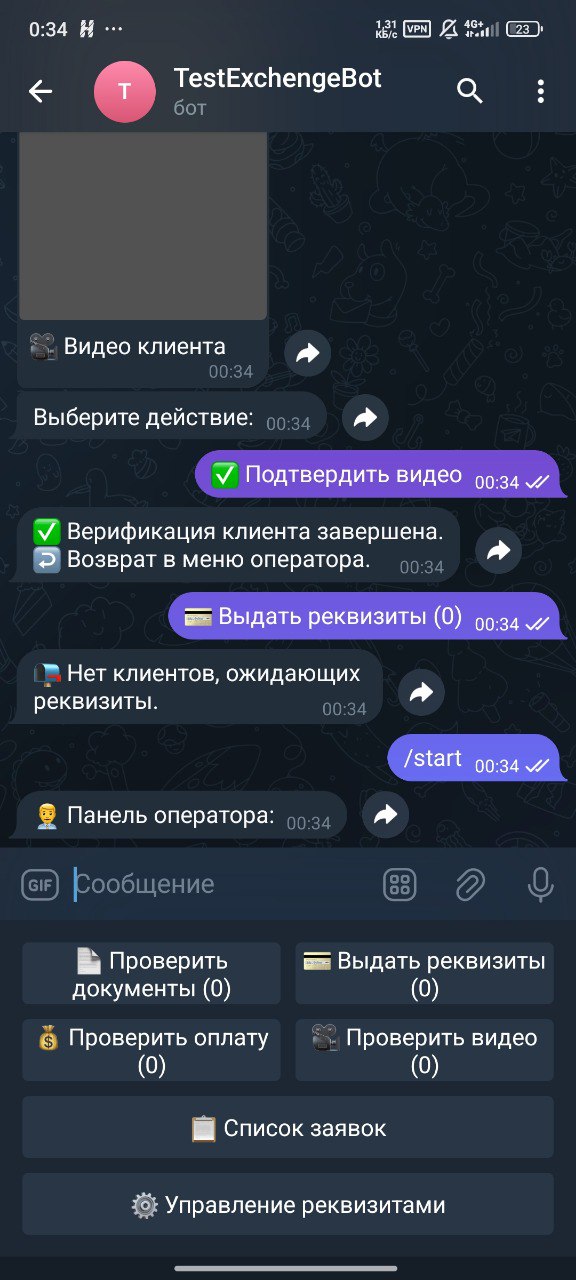 0:34
1,31
КБ/с
VPN
4G+
23
T
TestExchengeBot
бот
🎥 Видео клиента
00:34
Выберите действие: 00:34
✅ Подтвердить видео 00:34
✅ Верификация клиента завершена.
↩️ Возврат в меню оператора. 00:34
💳 Выдать реквизиты (0) 00:34
📭 Нет клиентов, ожидающих
реквизиты. 00:34
/start 00:34
👨‍💼 Панель оператора: 00:34
GIF
Сообщение
📄 Проверить
документы (0)
💳 Выдать реквизиты
(0)
💰 Проверить оплату
(0)
🎥 Проверить видео
(0)
📋 Список заявок
⚙️ Управление реквизитами